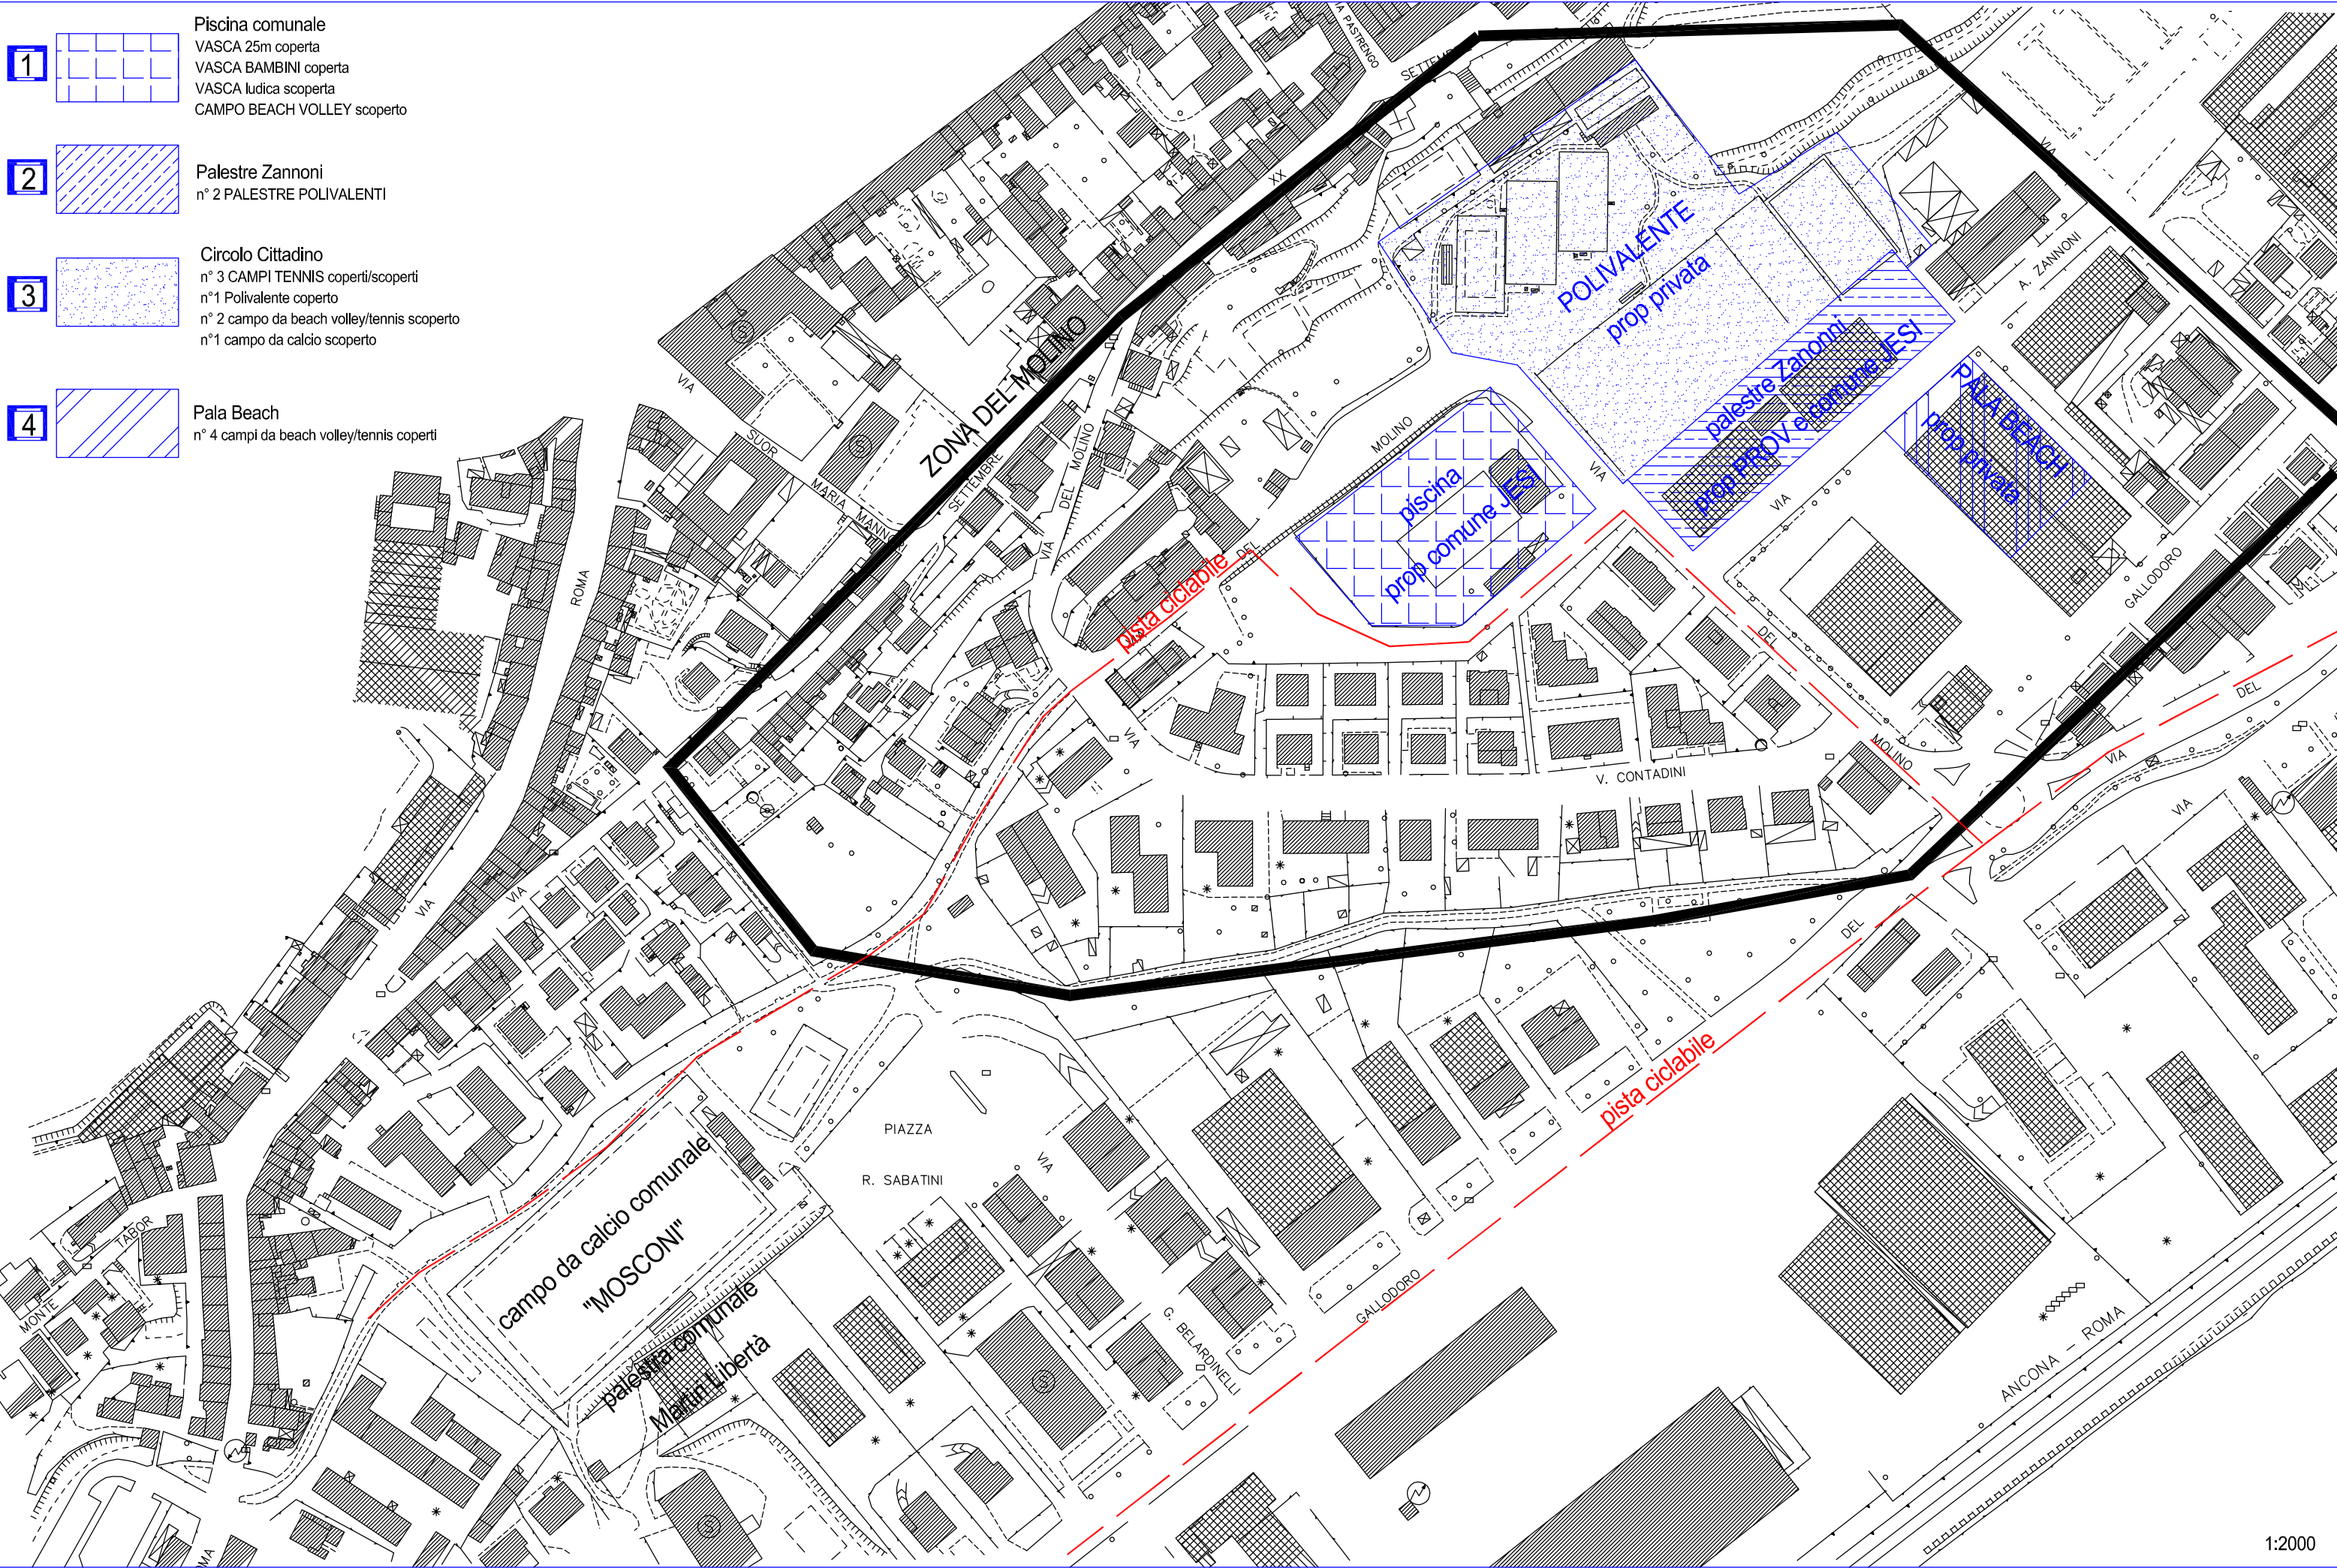 1
Piscina comunale
VASCA 25m coperta
VASCA BAMBINI coperta
VASCA ludica scoperta
CAMPO BEACH VOLLEY scoperto
2
Palestre Zannoni
n° 2 PALESTRE POLIVALENTI
3
Circolo Cittadino
n° 3 CAMPI TENNIS coperti/scoperti
n°1 Polivalente coperto
n° 2 campo da beach volley/tennis scoperto
n°1 campo da calcio scoperto
4
Pala Beach
n° 4 campi da beach volley/tennis coperti
VIA PASTRENGO
XX
SETTEMBRE
ZONA DEL MOLINO
POLIVALENTE
prop privata
palestre Zanonni
prop PROV e comune JESI
PALA BEACH
prop privata
piscina
prop comune JESI
VIA
A. ZANNONI
VIA
SUOR
MARIA
VIA
DEL MOLINO
MOLINO
DEL
VIA
pista ciclabile
VIA
GALLODORO
ROMA
VIA
VIA
VIA
V. CONTADINI
DEL
MOLINO
DEL
VIA
VIA
DEL
pista ciclabile
GALLODORO
PIAZZA
R. SABATINI
VIA
G. BELARDINELLI
campo da calcio comunale
"MOSCONI"
palestra comunale
Martin Libertà
MONTE
TABOR
ANCONA - ROMA
S
S
S
S
1:2000